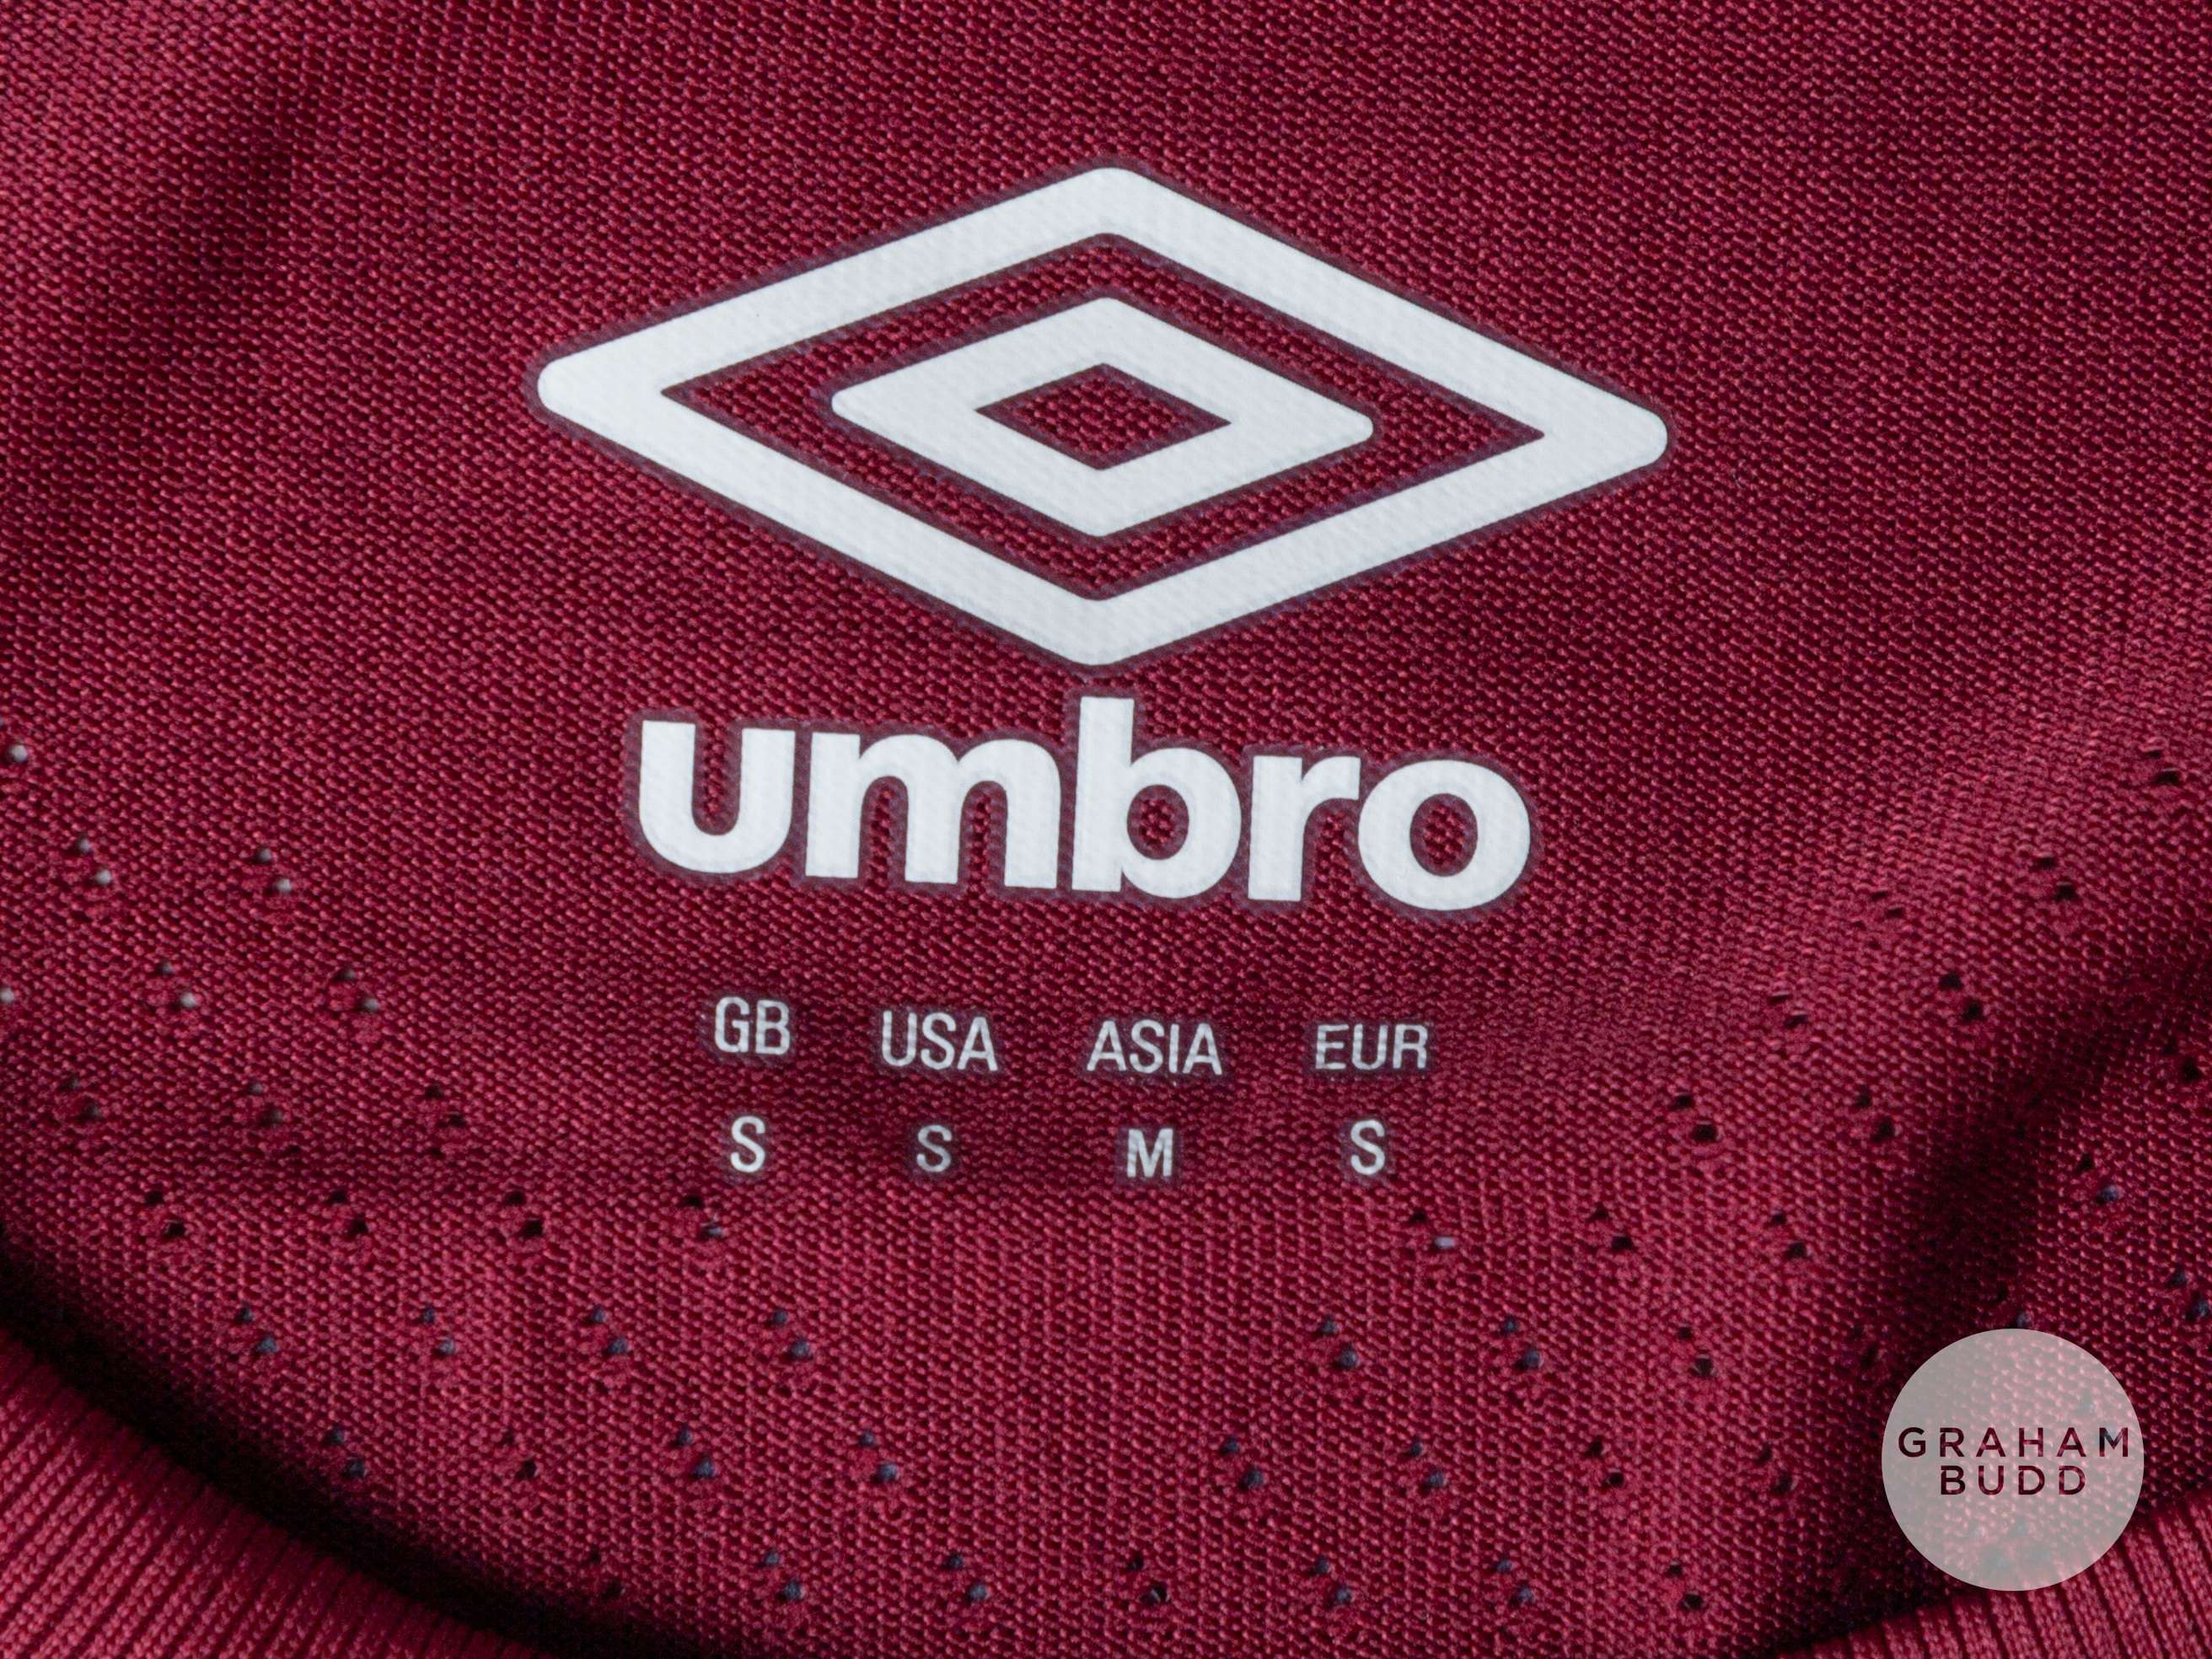 umbro
GB USA ASIA EUR
S S M S
GRAHAM
BUDD